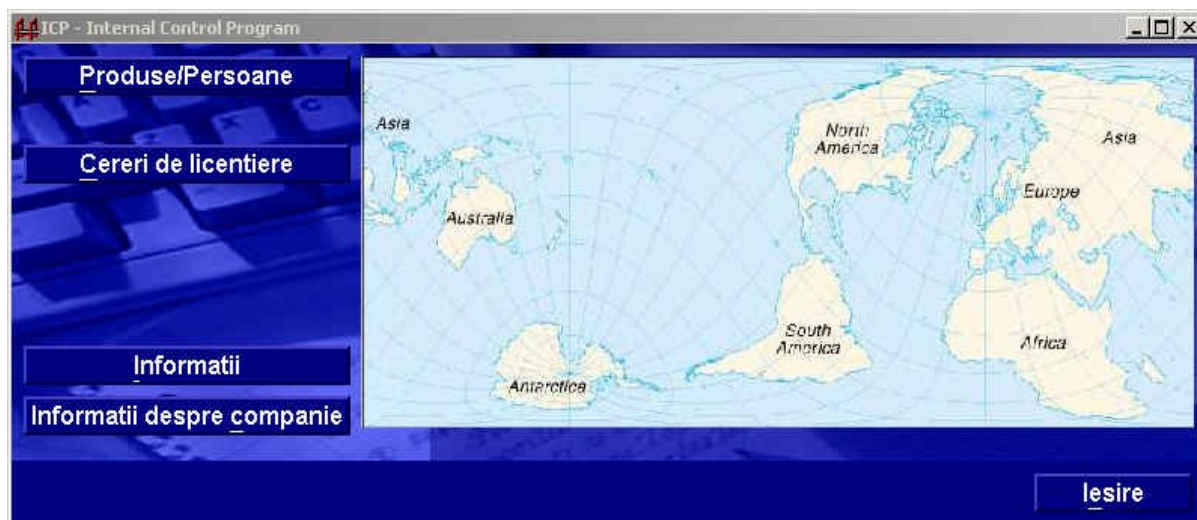 ICP - Internal Control Program
Produse/Persoane
Cereri de licentiere
Informatii
Informatii despre companie
Asia
North
America
Asia
Europe
Australia
South
America
Africa
Antarctica
Iesire